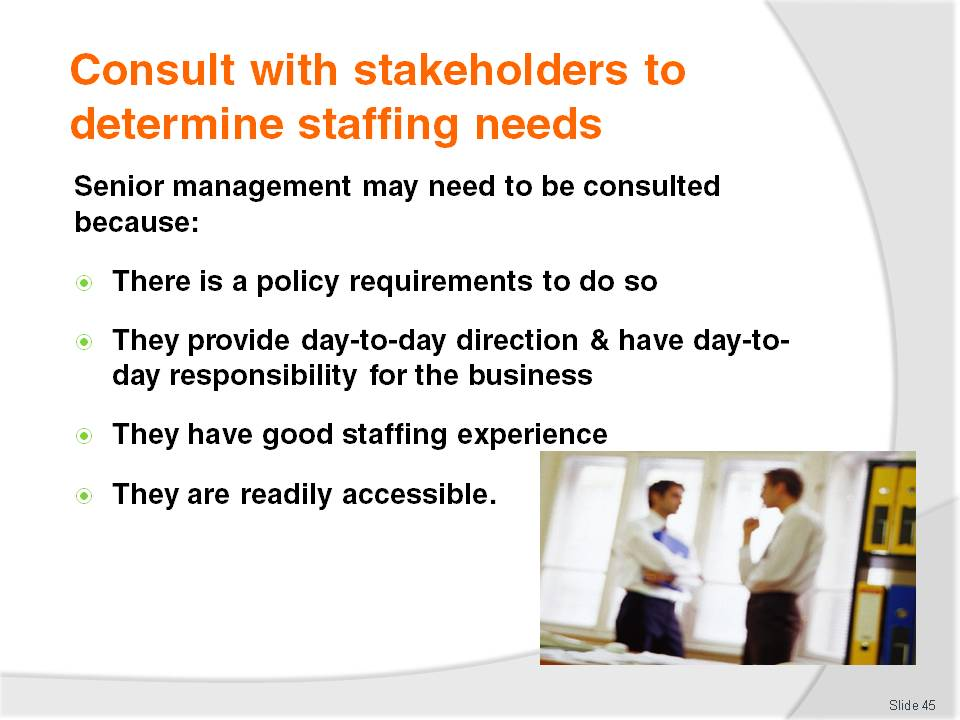 Consult with stakeholders to
determine staffing needs
Senior management may need to be consulted
because:
There is a policy requirements to do so
They provide day-to-day direction & have day-to-
day responsibility for the business
They have good staffing experience
They are readily accessible.
Slide 45